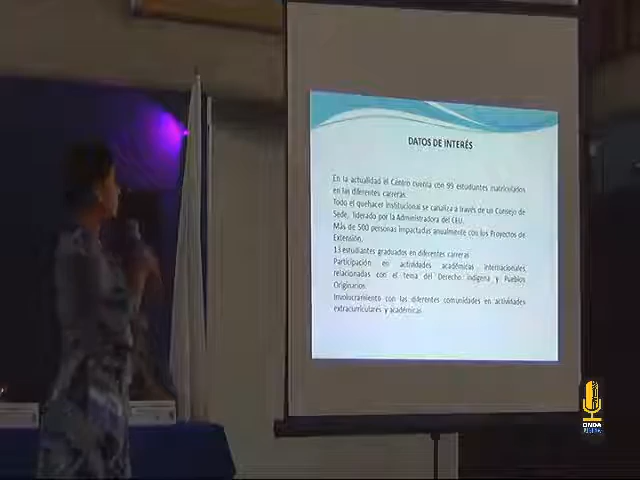 DATOS DE INTERÉS
En la actualidad el Centro cuenta con 99 estudiantes matriculados
en las diferentes carreras.
Todo el quehacer institucional se canaliza a través de un Consejo de
Sede, liderado por la Administradora del CEU.
Más de 500 personas impactadas anualmente con los Proyectos de
Extensión.
13 estudiantes graduados en diferentes carreras
Participación en actividades académicas internacionales
relacionadas con el tema del Derecho Indígena y Pueblos
Originarios.
Involucramiento con las diferentes comunidades en actividades
extracurriculares y académicas.
ONDA